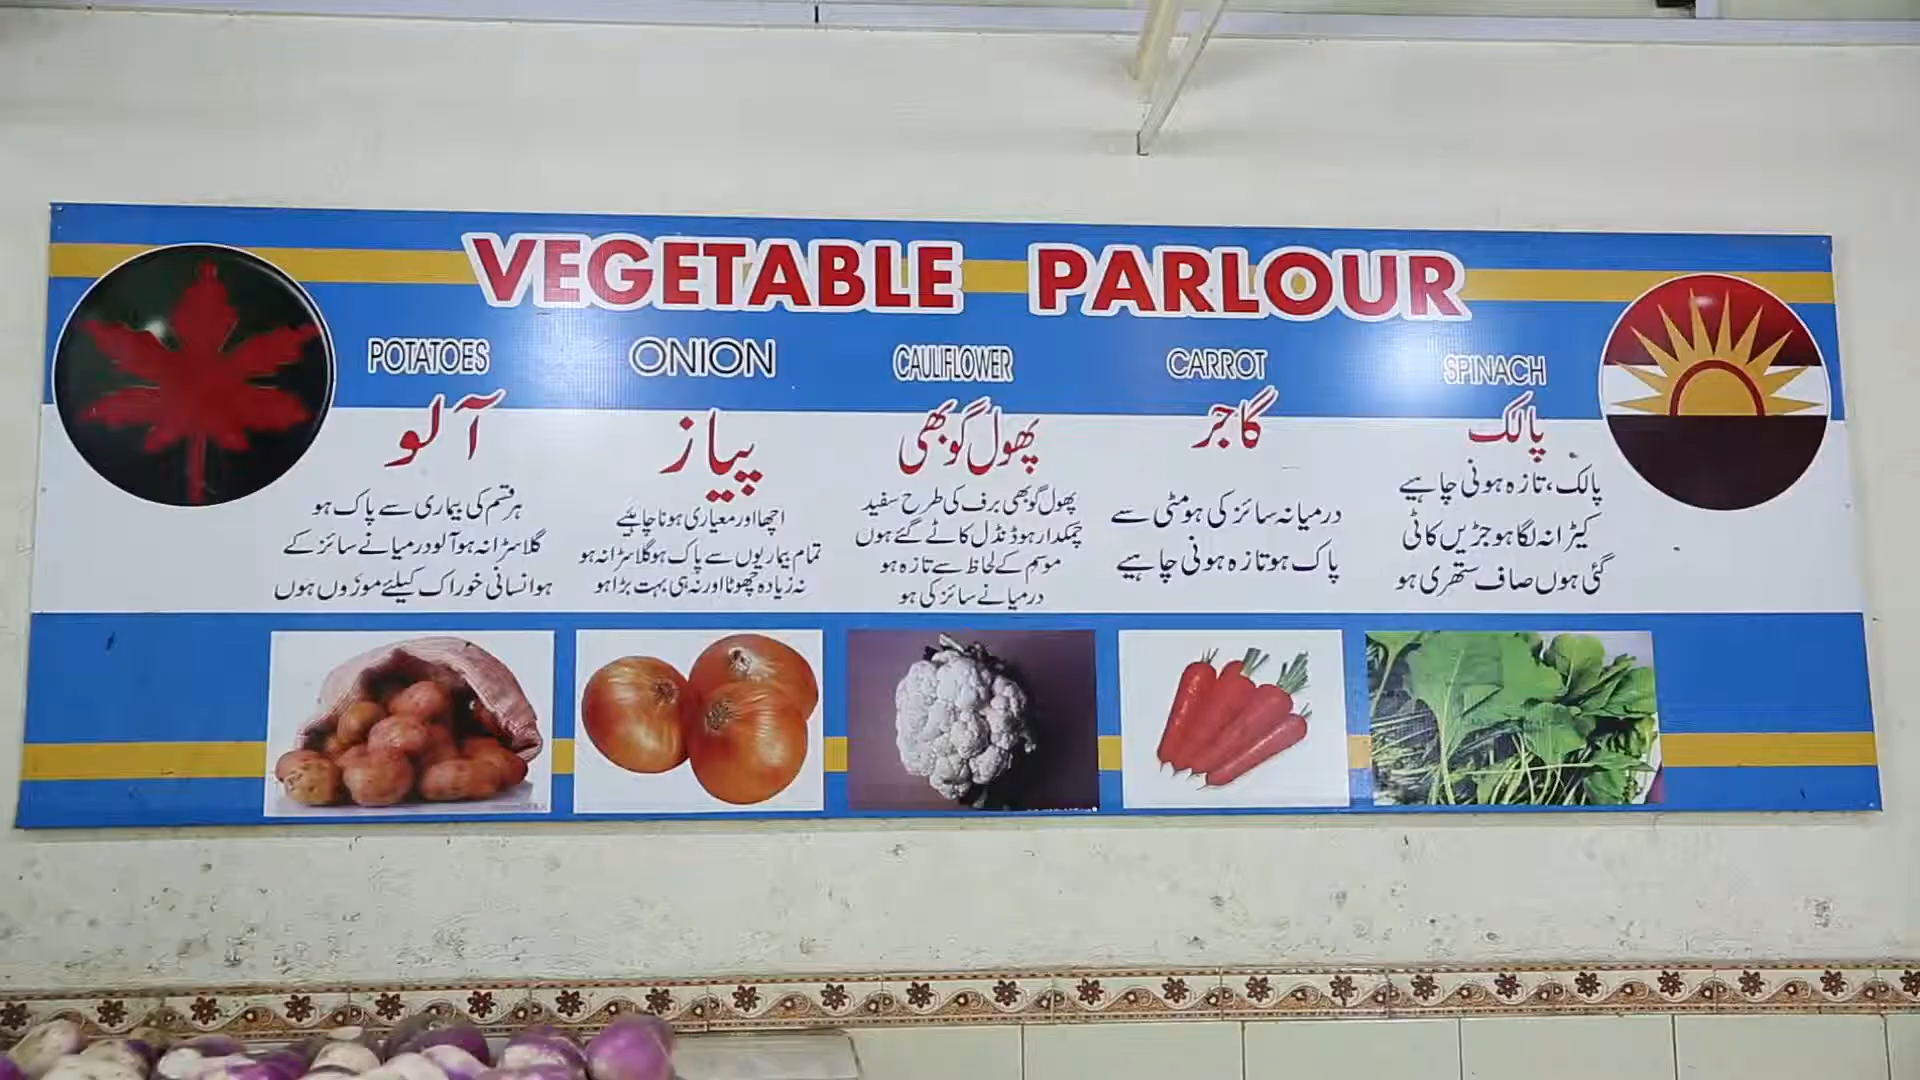 VEGETABLE PARLOUR
POTATOES
آلو
ہر قسم کی بیماری سے پاک ہو
گلا سڑا نہ ہو آلو درمیانے سائز کے
ہو انسانی خوراک کیلئے موزوں ہوں
ONION
پیاز
اچھا اور معیاری ہونا چاہیئے
تمام بیماریوں سے پاک ہو گلا سڑا نہ ہو
نہ زیادہ چھوٹا اور نہ ہی بہت بڑا ہو
CAULIFLOWER
پھول گوبھی
پھول گوبھی برف کی طرح سفید
چمکدار ہو ڈنڈل کاٹے گئے ہوں
موسم کے لحاظ سے تازہ ہو
درمیانے سائز کی ہو
CARROT
گاجر
درمیانہ سائز کی ہو مٹی سے
پاک ہو تازہ ہونی چاہیے
SPINACH
پالک
پالک، تازہ ہونی چاہیے
کیڑا نہ لگا ہو جڑیں کاٹی
گئی ہوں صاف ستھری ہو